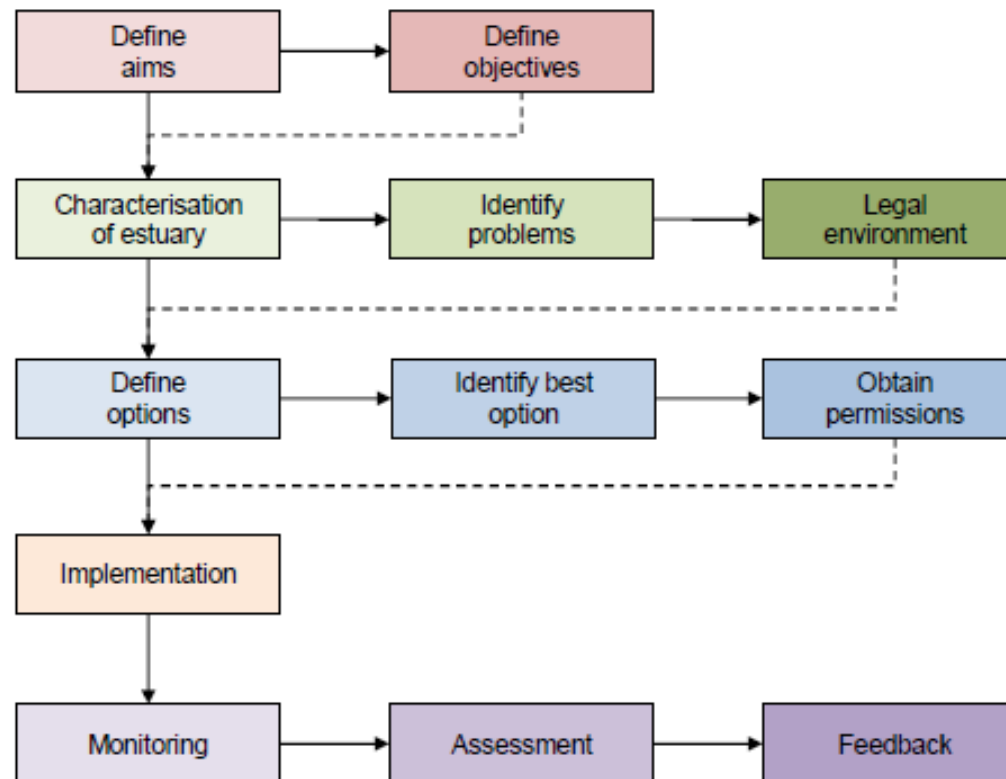 Define
aims
Define
objectives
Characterisation
of estuary
Identify
problems
Legal
environment
Define
options
Identify best
option
Obtain
permissions
Implementation
Monitoring
Assessment
Feedback